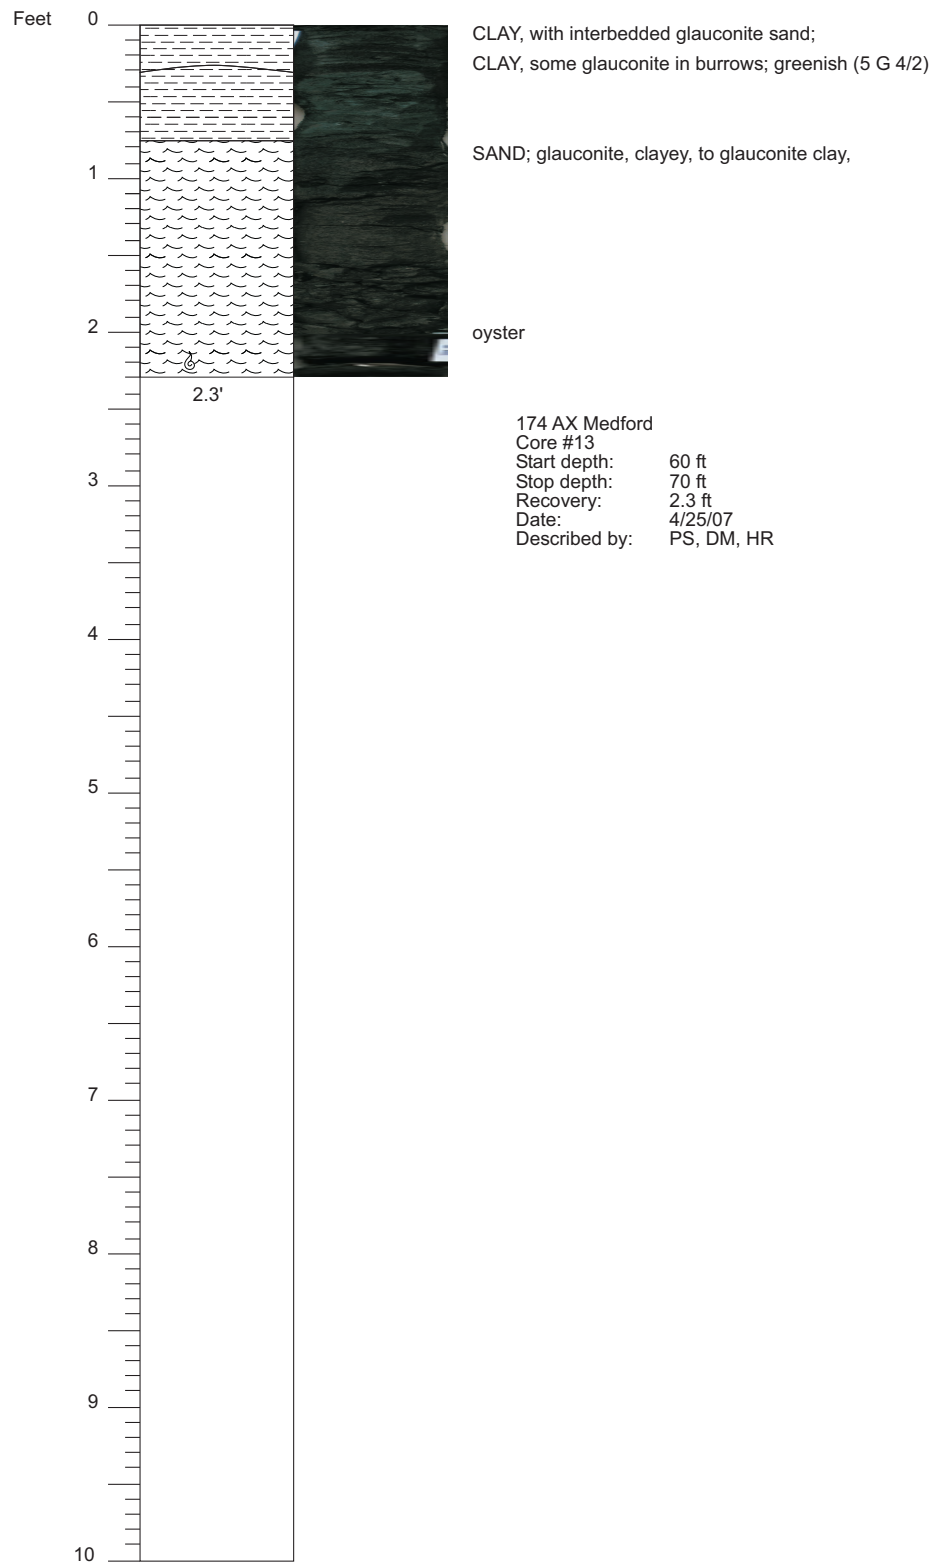 Feet 0
CLAY, with interbedded glauconite sand;
CLAY, some glauconite in burrows; greenish (5 G 4/2)
SAND; glauconite, clayey, to glauconite clay,
1
2
oyster
2.3'
174 AX Medford
Core #13
Start depth: 60 ft
Stop depth: 70 ft
Recovery: 2.3 ft
Date: 4/25/07
Described by: PS, DM, HR
3
4
5
6
7
8
9
10